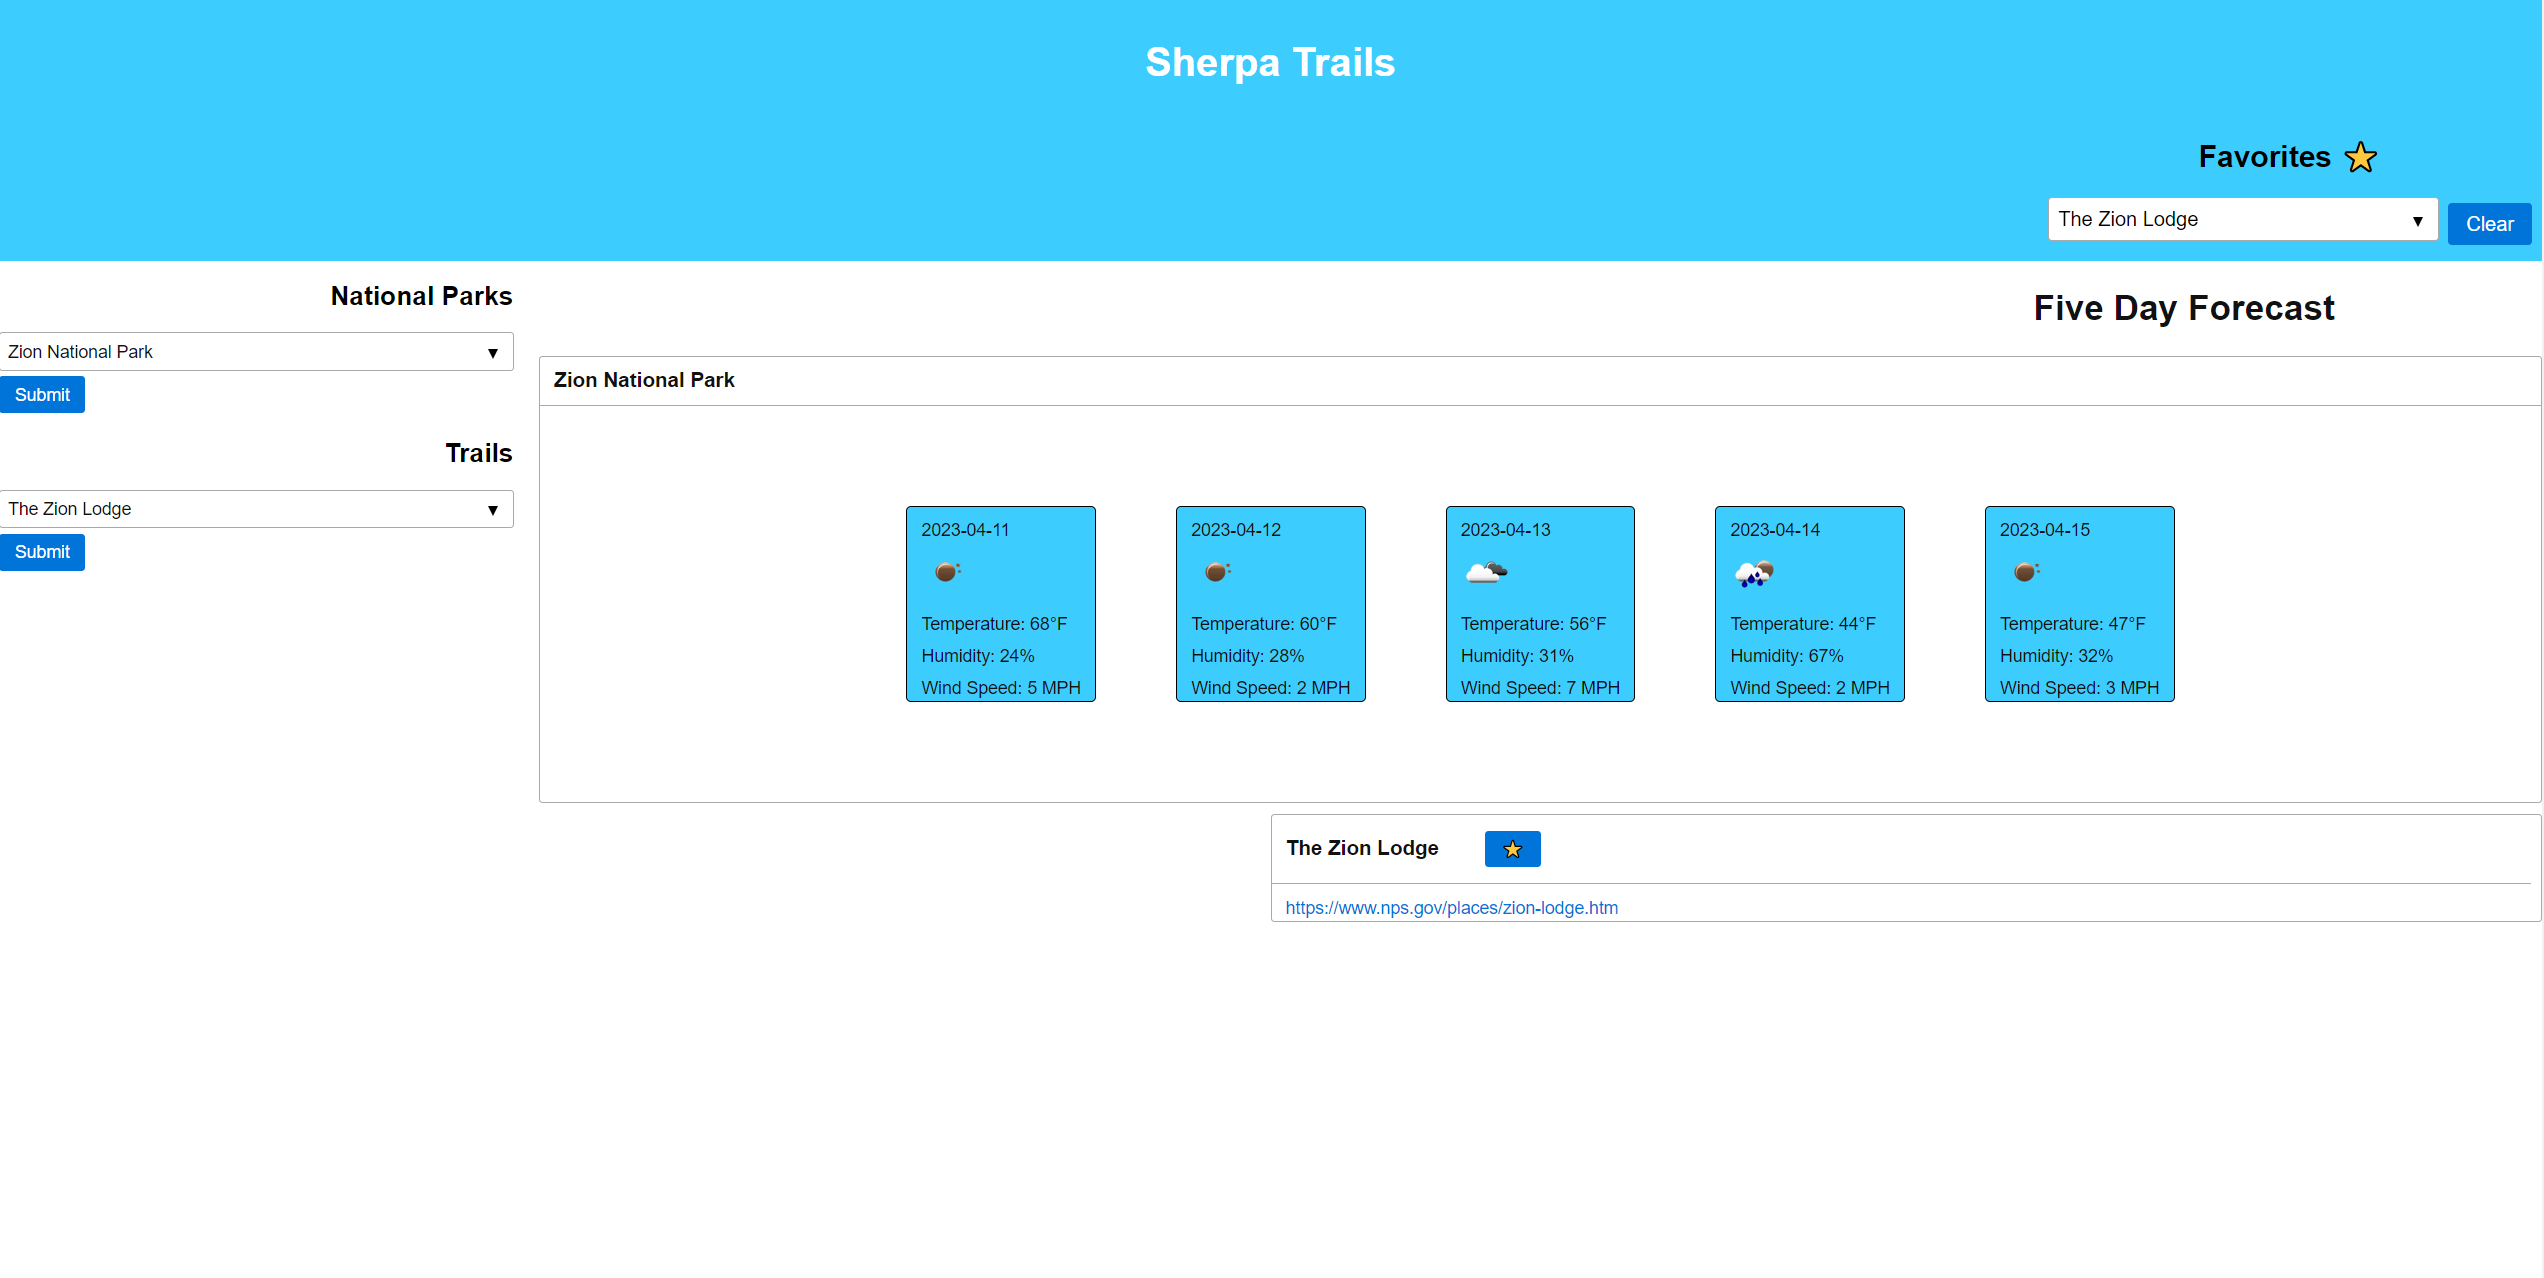 Sherpa Trails
Favorites
The Zion Lodge
Clear
National Parks
Zion National Park
Submit
Trails
The Zion Lodge
Submit
Five Day Forecast
Zion National Park
2023-04-11
Temperature: 68°F
Humidity: 24%
Wind Speed: 5 MPH
2023-04-12
Temperature: 60°F
Humidity: 28%
Wind Speed: 2 MPH
2023-04-13
Temperature: 56°F
Humidity: 31%
Wind Speed: 7 MPH
2023-04-14
Temperature: 44°F
Humidity: 67%
Wind Speed: 2 MPH
2023-04-15
Temperature: 47°F
Humidity: 32%
Wind Speed: 3 MPH
The Zion Lodge
https://www.nps.gov/places/zion-lodge.htm